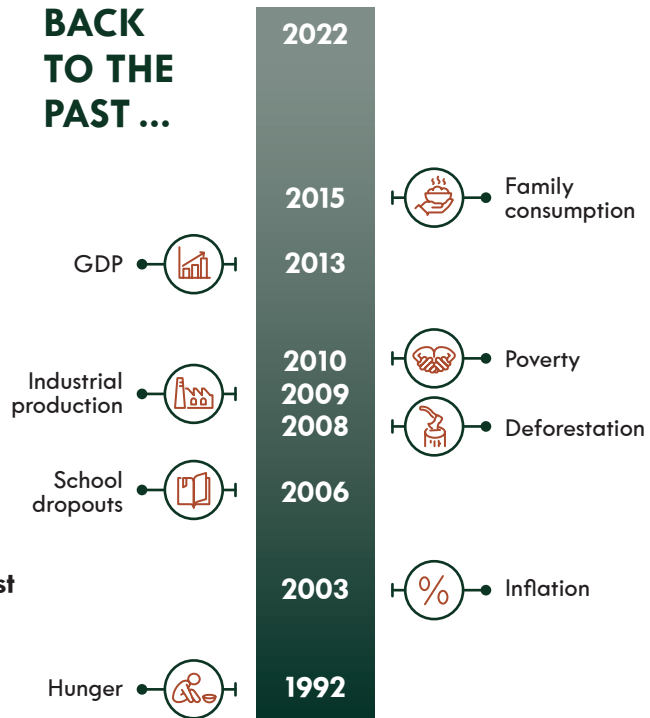 BACK
TO THE
PAST ...
2022
2015
Family
consumption
GDP
2013
2010
Poverty
Industrial
production
2009
2008
Deforestation
School
dropouts
2006
st
2003
%
Inflation
Hunger
1992